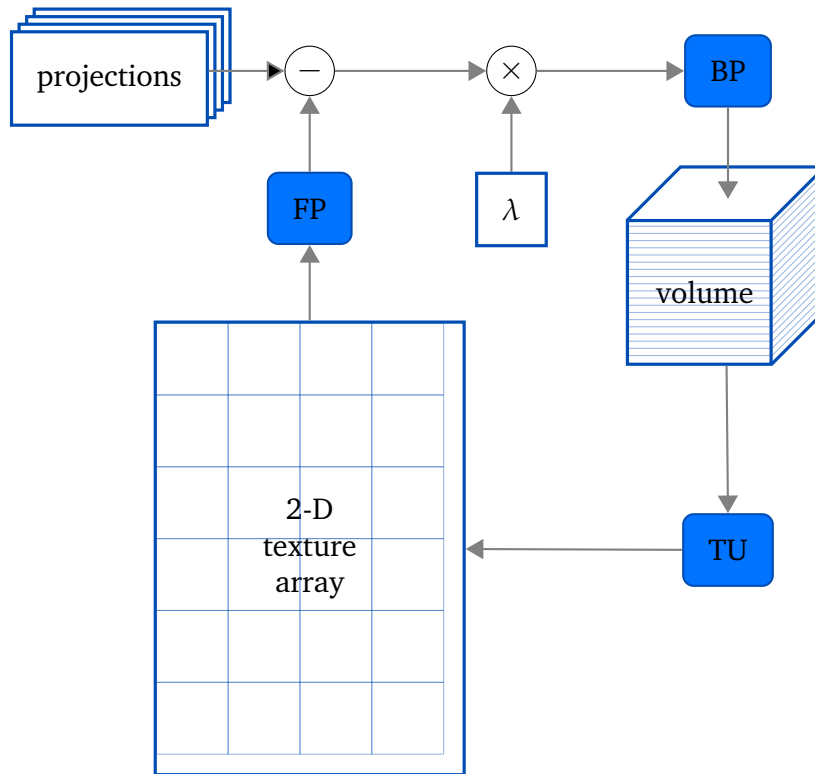 projections
−
×
BP
FP
λ
volume
2-D
texture
array
TU